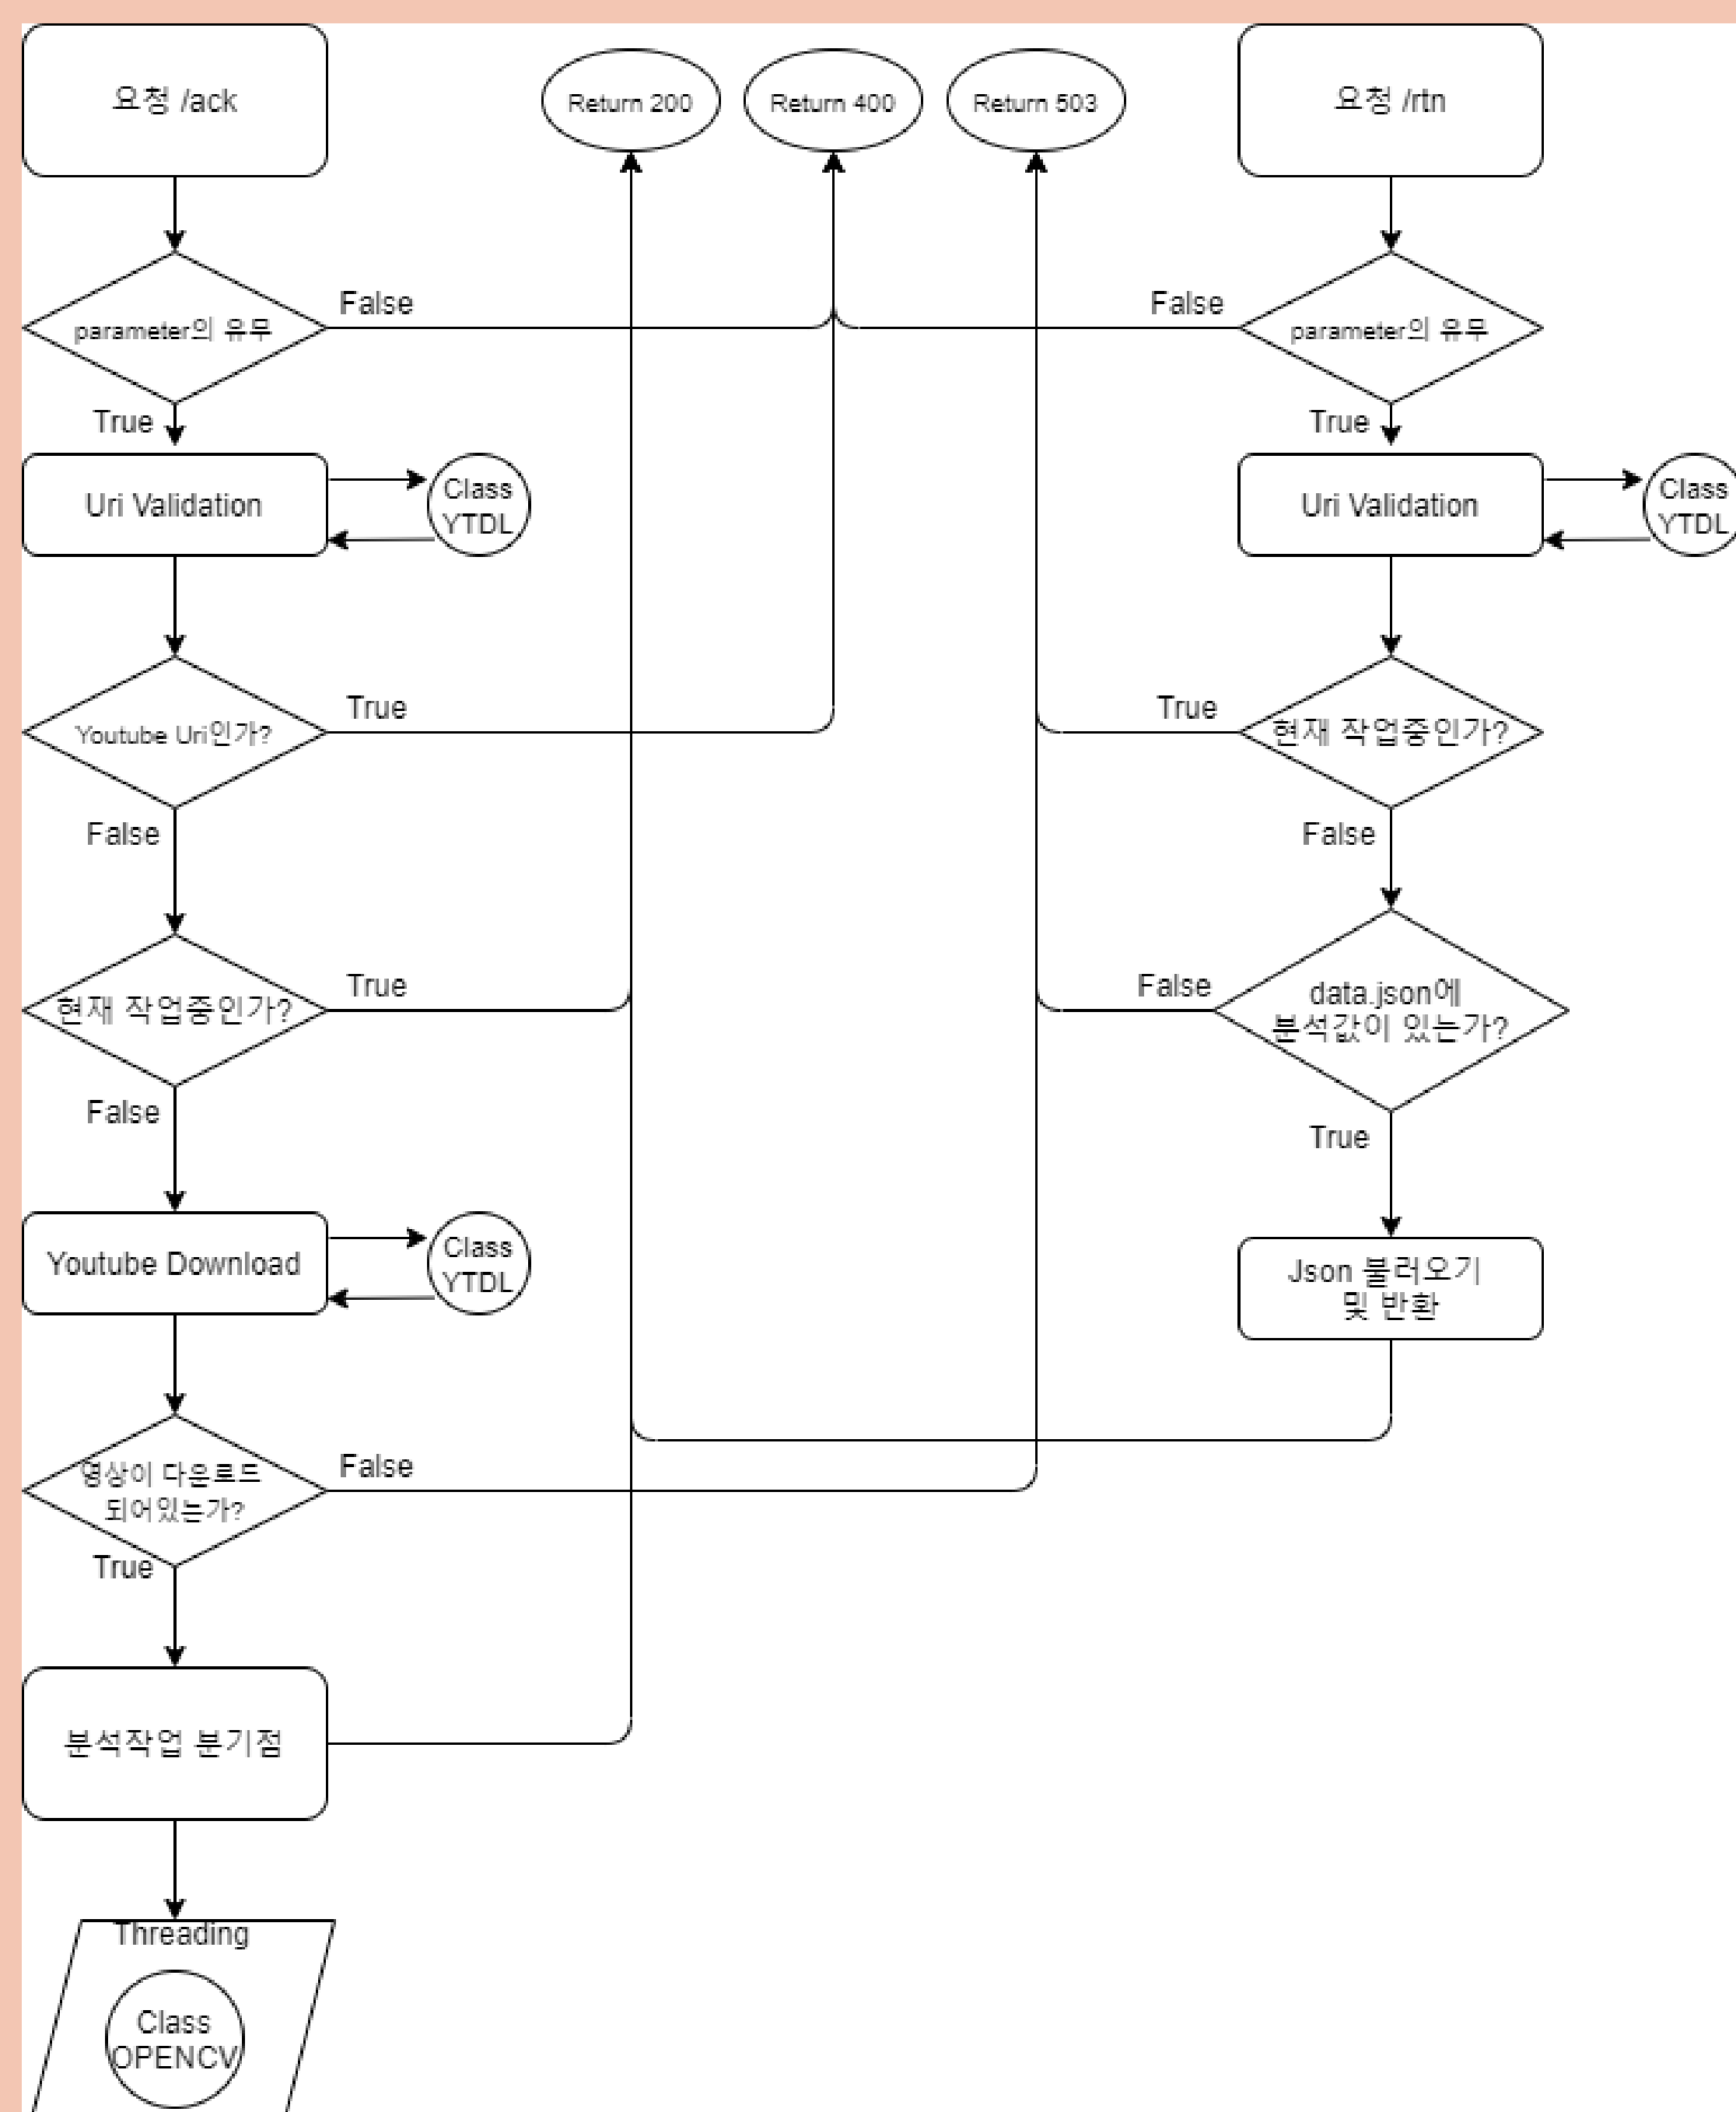 요청 /ack
Return 200
Return 400
Return 503
요청 /rtn
False
False
parameter의 유무
parameter의 유무
True
True
Uri Validation
Class
YTDL
Uri Validation
Class
YTDL
True
True
Youtube Uri인가?
현재 작업중인가?
False
False
True
False
현재 작업중인가?
data.json에
분석값이 있는가?
False
True
Youtube Download
Class
YTDL
Json 불러오기
및 반환
False
영상이 다운로드
되어있는가?
True
분석작업 분기점
Threading
Class
OPENCV